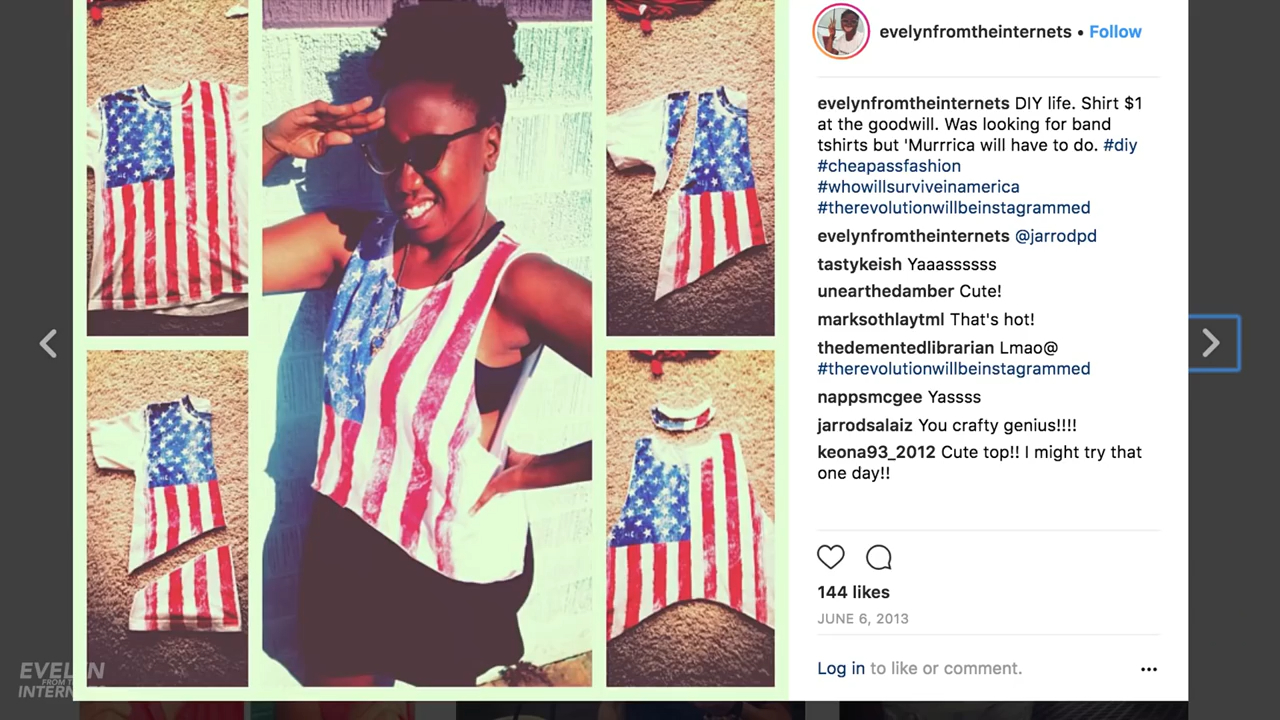 evelynfromtheinternets • Follow
evelynfromtheinternets DIY life. Shirt $1
at the goodwill. Was looking for band
tshirts but 'Murrrica will have to do. #diy
#cheapassfashion
#whowillsurviveinamerica
#therevolutionwillbeinstagrammed
evelynfromtheinternets @jarrodpd
tastykeish Yaaassssss
unearthedamber Cute!
marksothlaytml That's hot!
thedementedlibrarian Lmao@
#therevolutionwillbeinstagrammed
nappsmcgee Yassss
jarrodsalaiz You crafty genius!!!!
keona93_2012 Cute top!! I might try that
one day!!
144 likes
JUNE 6, 2013
Log in to like or comment.
EVELYN
FROM THE
INTERNETS